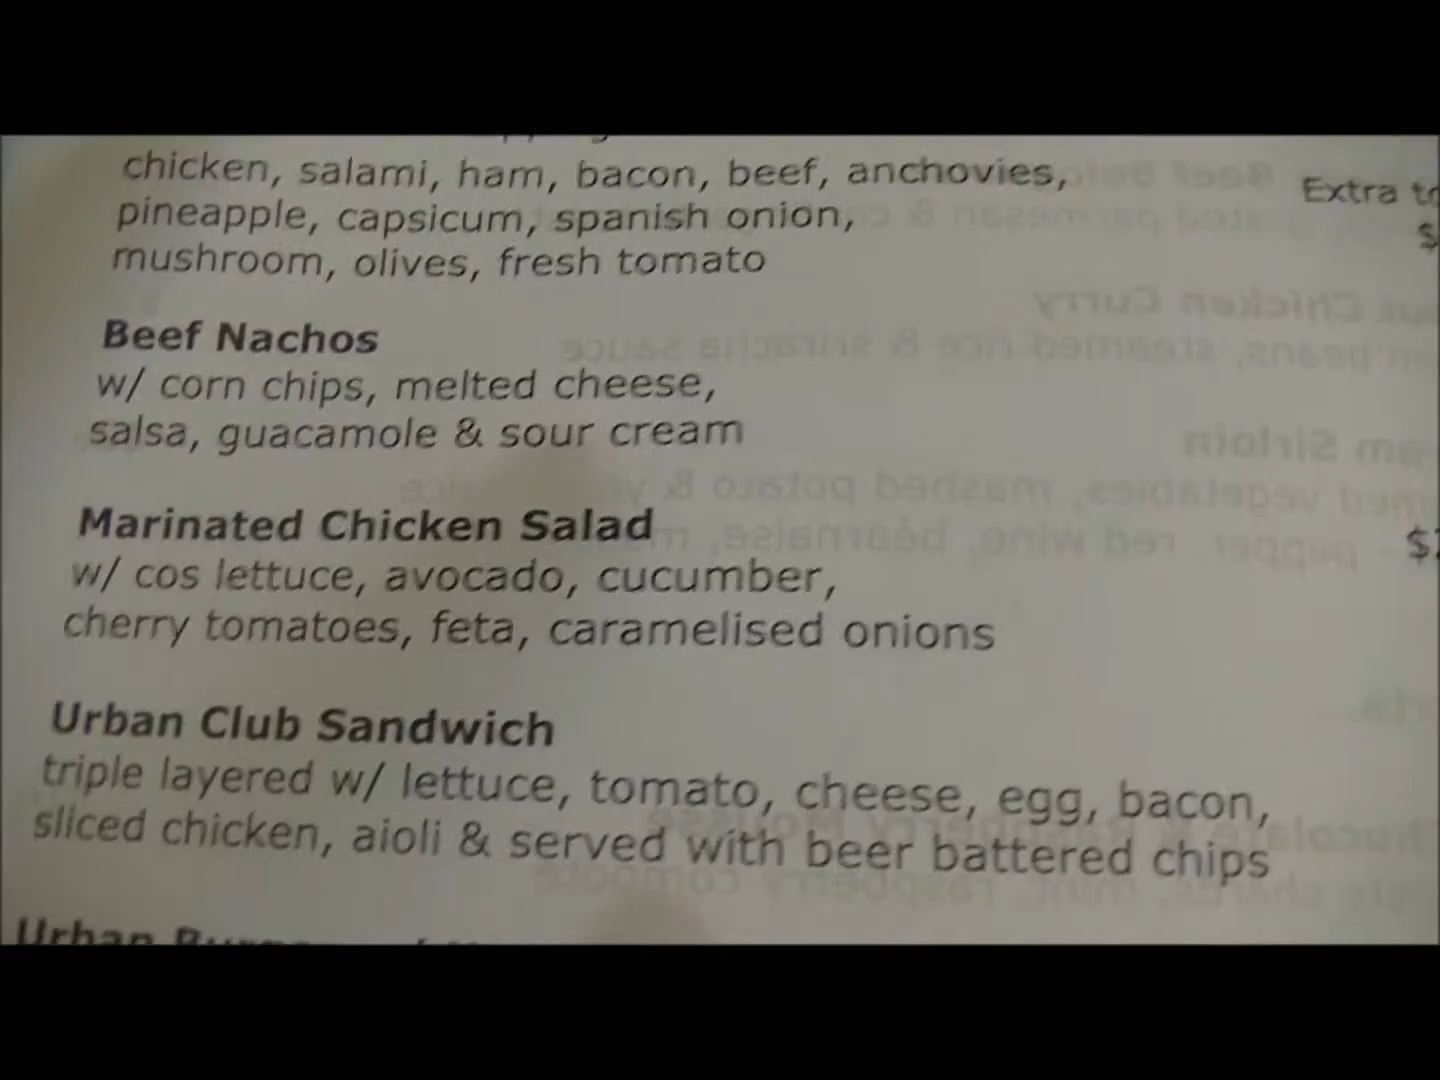 chicken, salami, ham, bacon, beef, anchovies,
Extra
pineapple, capsicum, spanish onion,
$
mushroom, olives, fresh tomato
Beef Nachos
w/ corn chips, melted cheese,
salsa, guacamole & sour cream
Marinated Chicken Salad
$
w/ cos lettuce, avocado, cucumber,
cherry tomatoes, feta, caramelised onions
Urban Club Sandwich
triple layered w/ lettuce, tomato, cheese, egg, bacon,
sliced chicken, aioli & served with beer battered chips
Urban